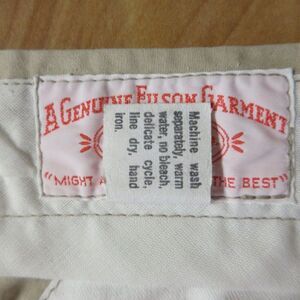 A GENUINE FILSON GARMENT
"MIGHT A
THE BEST"
Machine wash
separately, warm
water, no bleach,
delicate cycle,
line dry, hand
iron.